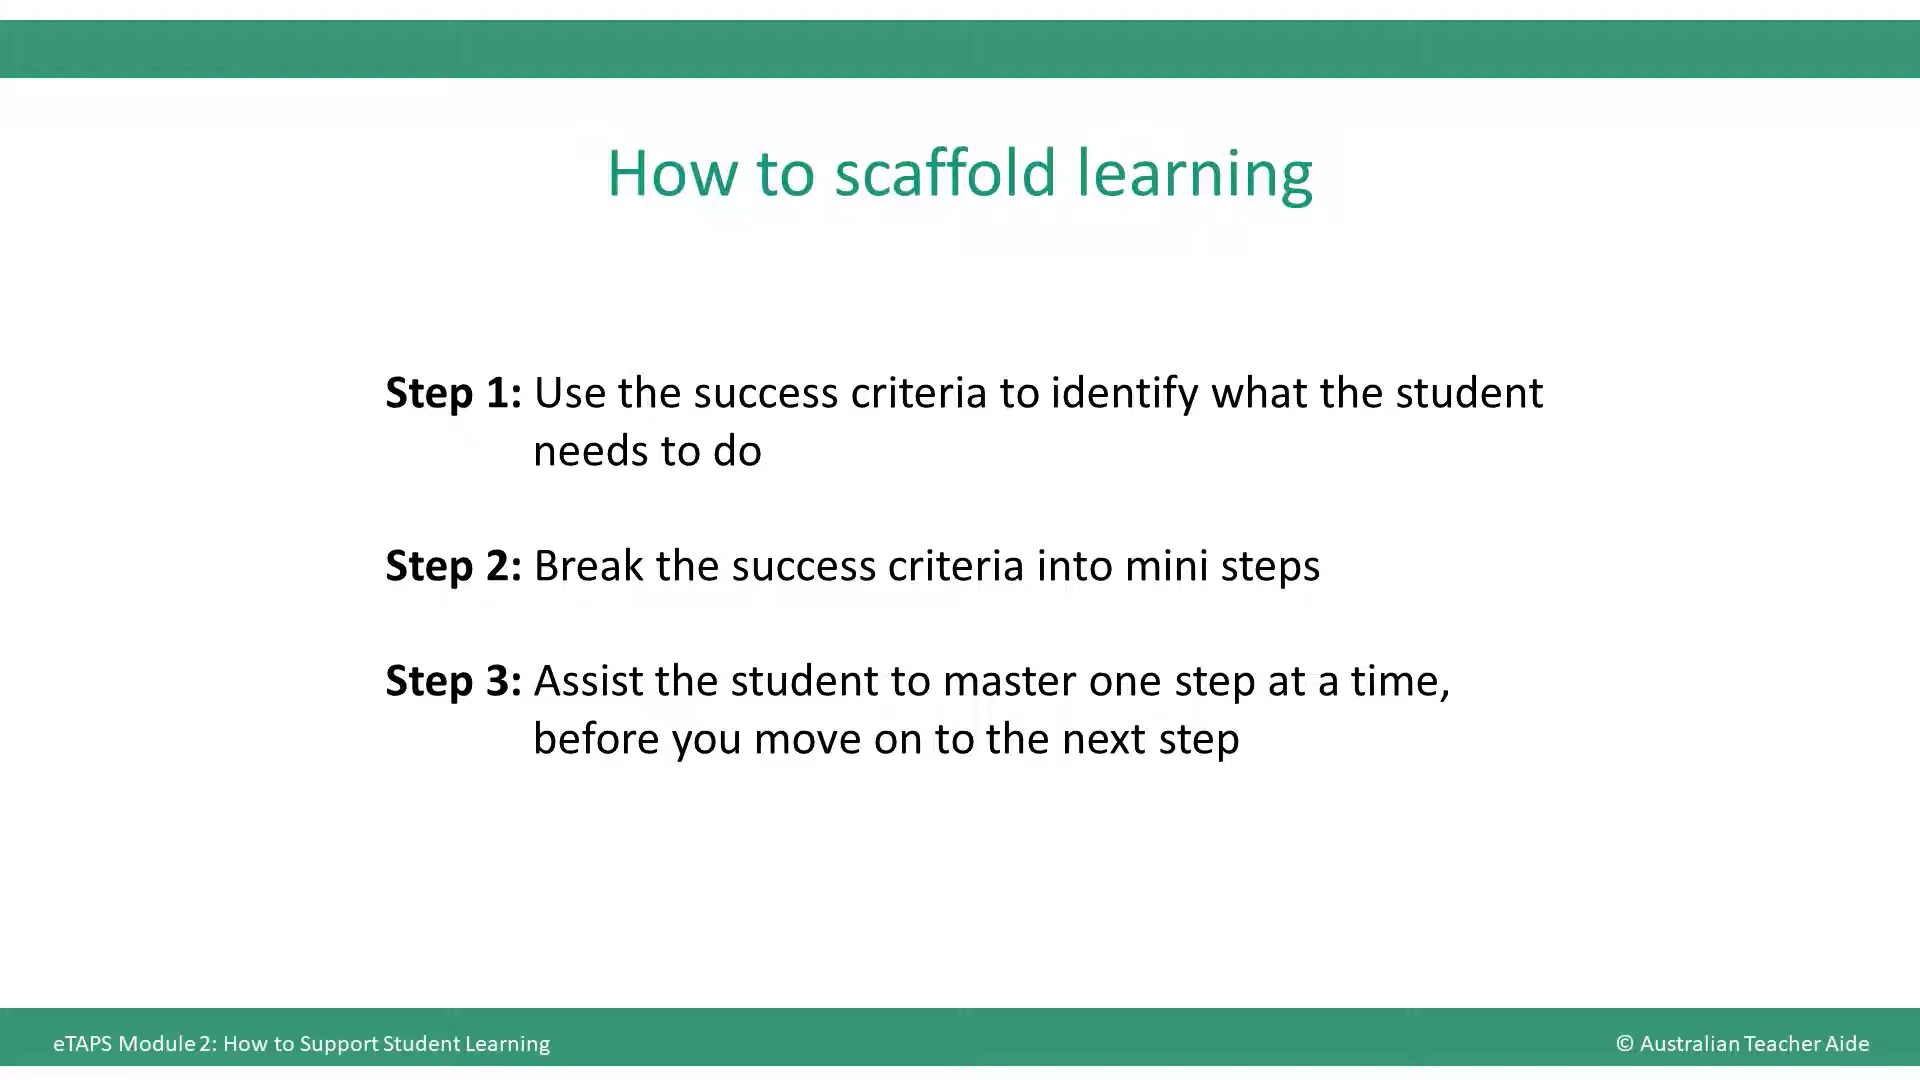 How to scaffold learning
Step 1: Use the success criteria to identify what the student
needs to do
Step 2: Break the success criteria into mini steps
Step 3: Assist the student to master one step at a time,
before you move on to the next step
eTAPS Module 2: How to Support Student Learning
© Australian Teacher Aide